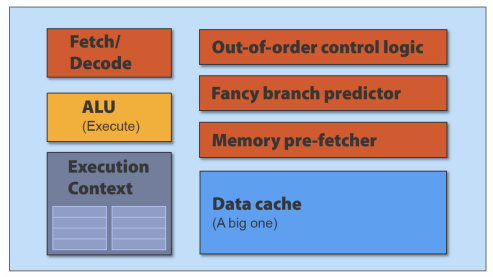 Fetch/
Decode
ALU
(Execute)
Execution
Context
Out-of-order control logic
Fancy branch predictor
Memory pre-fetcher
Data cache
(A big one)